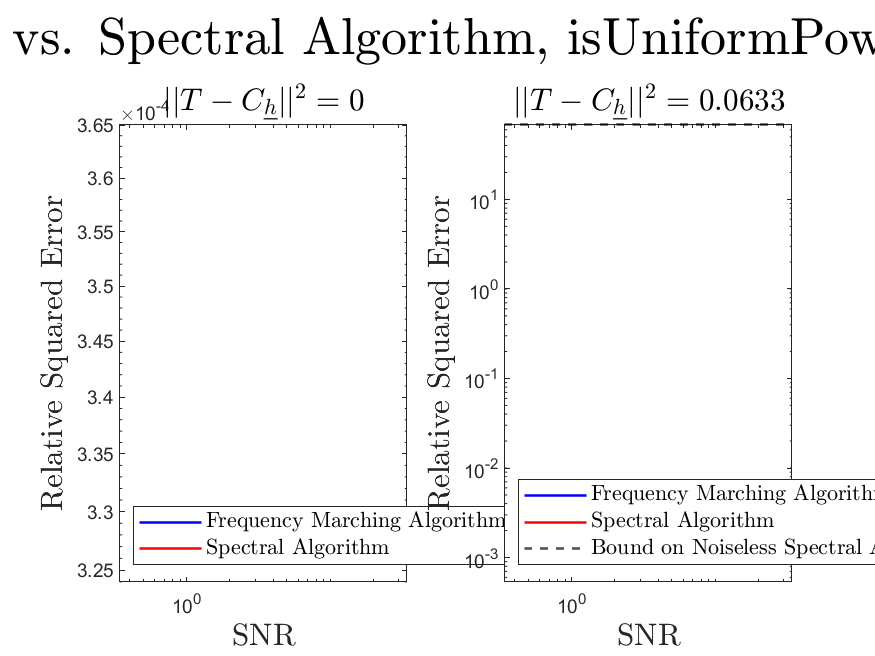 vs. Spectral Algorithm, isUniformPow
||T − C_h||² = 0
×10⁻⁴
3.65
3.6
3.55
3.5
3.45
3.4
3.35
3.3
3.25
Relative Squared Error
Frequency Marching Algorithm
Spectral Algorithm
10⁰
SNR
||T − C_h||² = 0.0633
10¹
10⁰
10⁻¹
10⁻²
10⁻³
Relative Squared Error
Frequency Marching Algorith
Spectral Algorithm
Bound on Noiseless Spectral A
10⁰
SNR